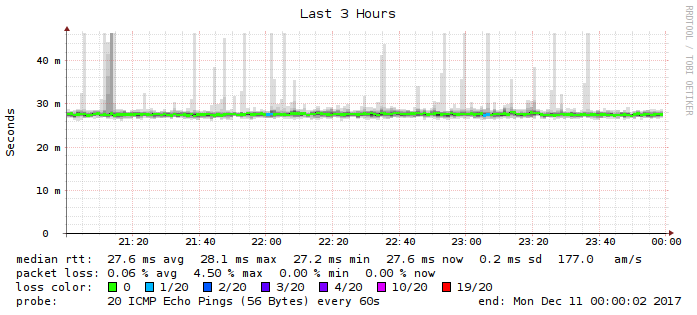 Last 3 Hours
RRDTOOL / TOBI OETIKER
Seconds
40 m
30 m
20 m
10 m
0
21:20 21:40 22:00 22:20 22:40 23:00 23:20 23:40 00:00
median rtt: 27.6 ms avg 28.1 ms max 27.2 ms min 27.6 ms now 0.2 ms sd 177.0 am/s
packet loss: 0.06 % avg 4.50 % max 0.00 % min 0.00 % now
loss color: 0 1/20 2/20 3/20 4/20 10/20 19/20
probe: 20 ICMP Echo Pings (56 Bytes) every 60s end: Mon Dec 11 00:00:02 2017